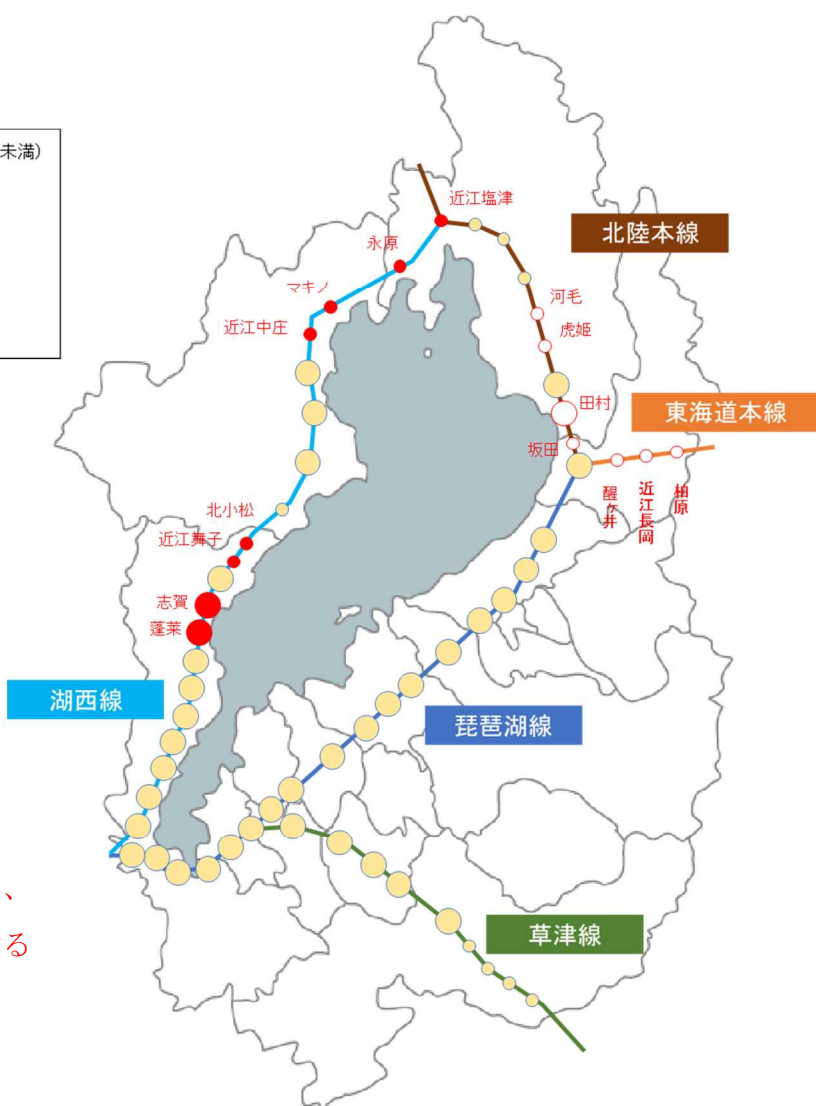 未満)
近江塩津
北陸本線
永原
マキノ
河毛
近江中庄
虎姫
田村
東海道本線
坂田
醒ヶ井
近江長岡
柏原
北小松
近江舞子
志賀
蓬莱
湖西線
琵琶湖線
、
る
草津線